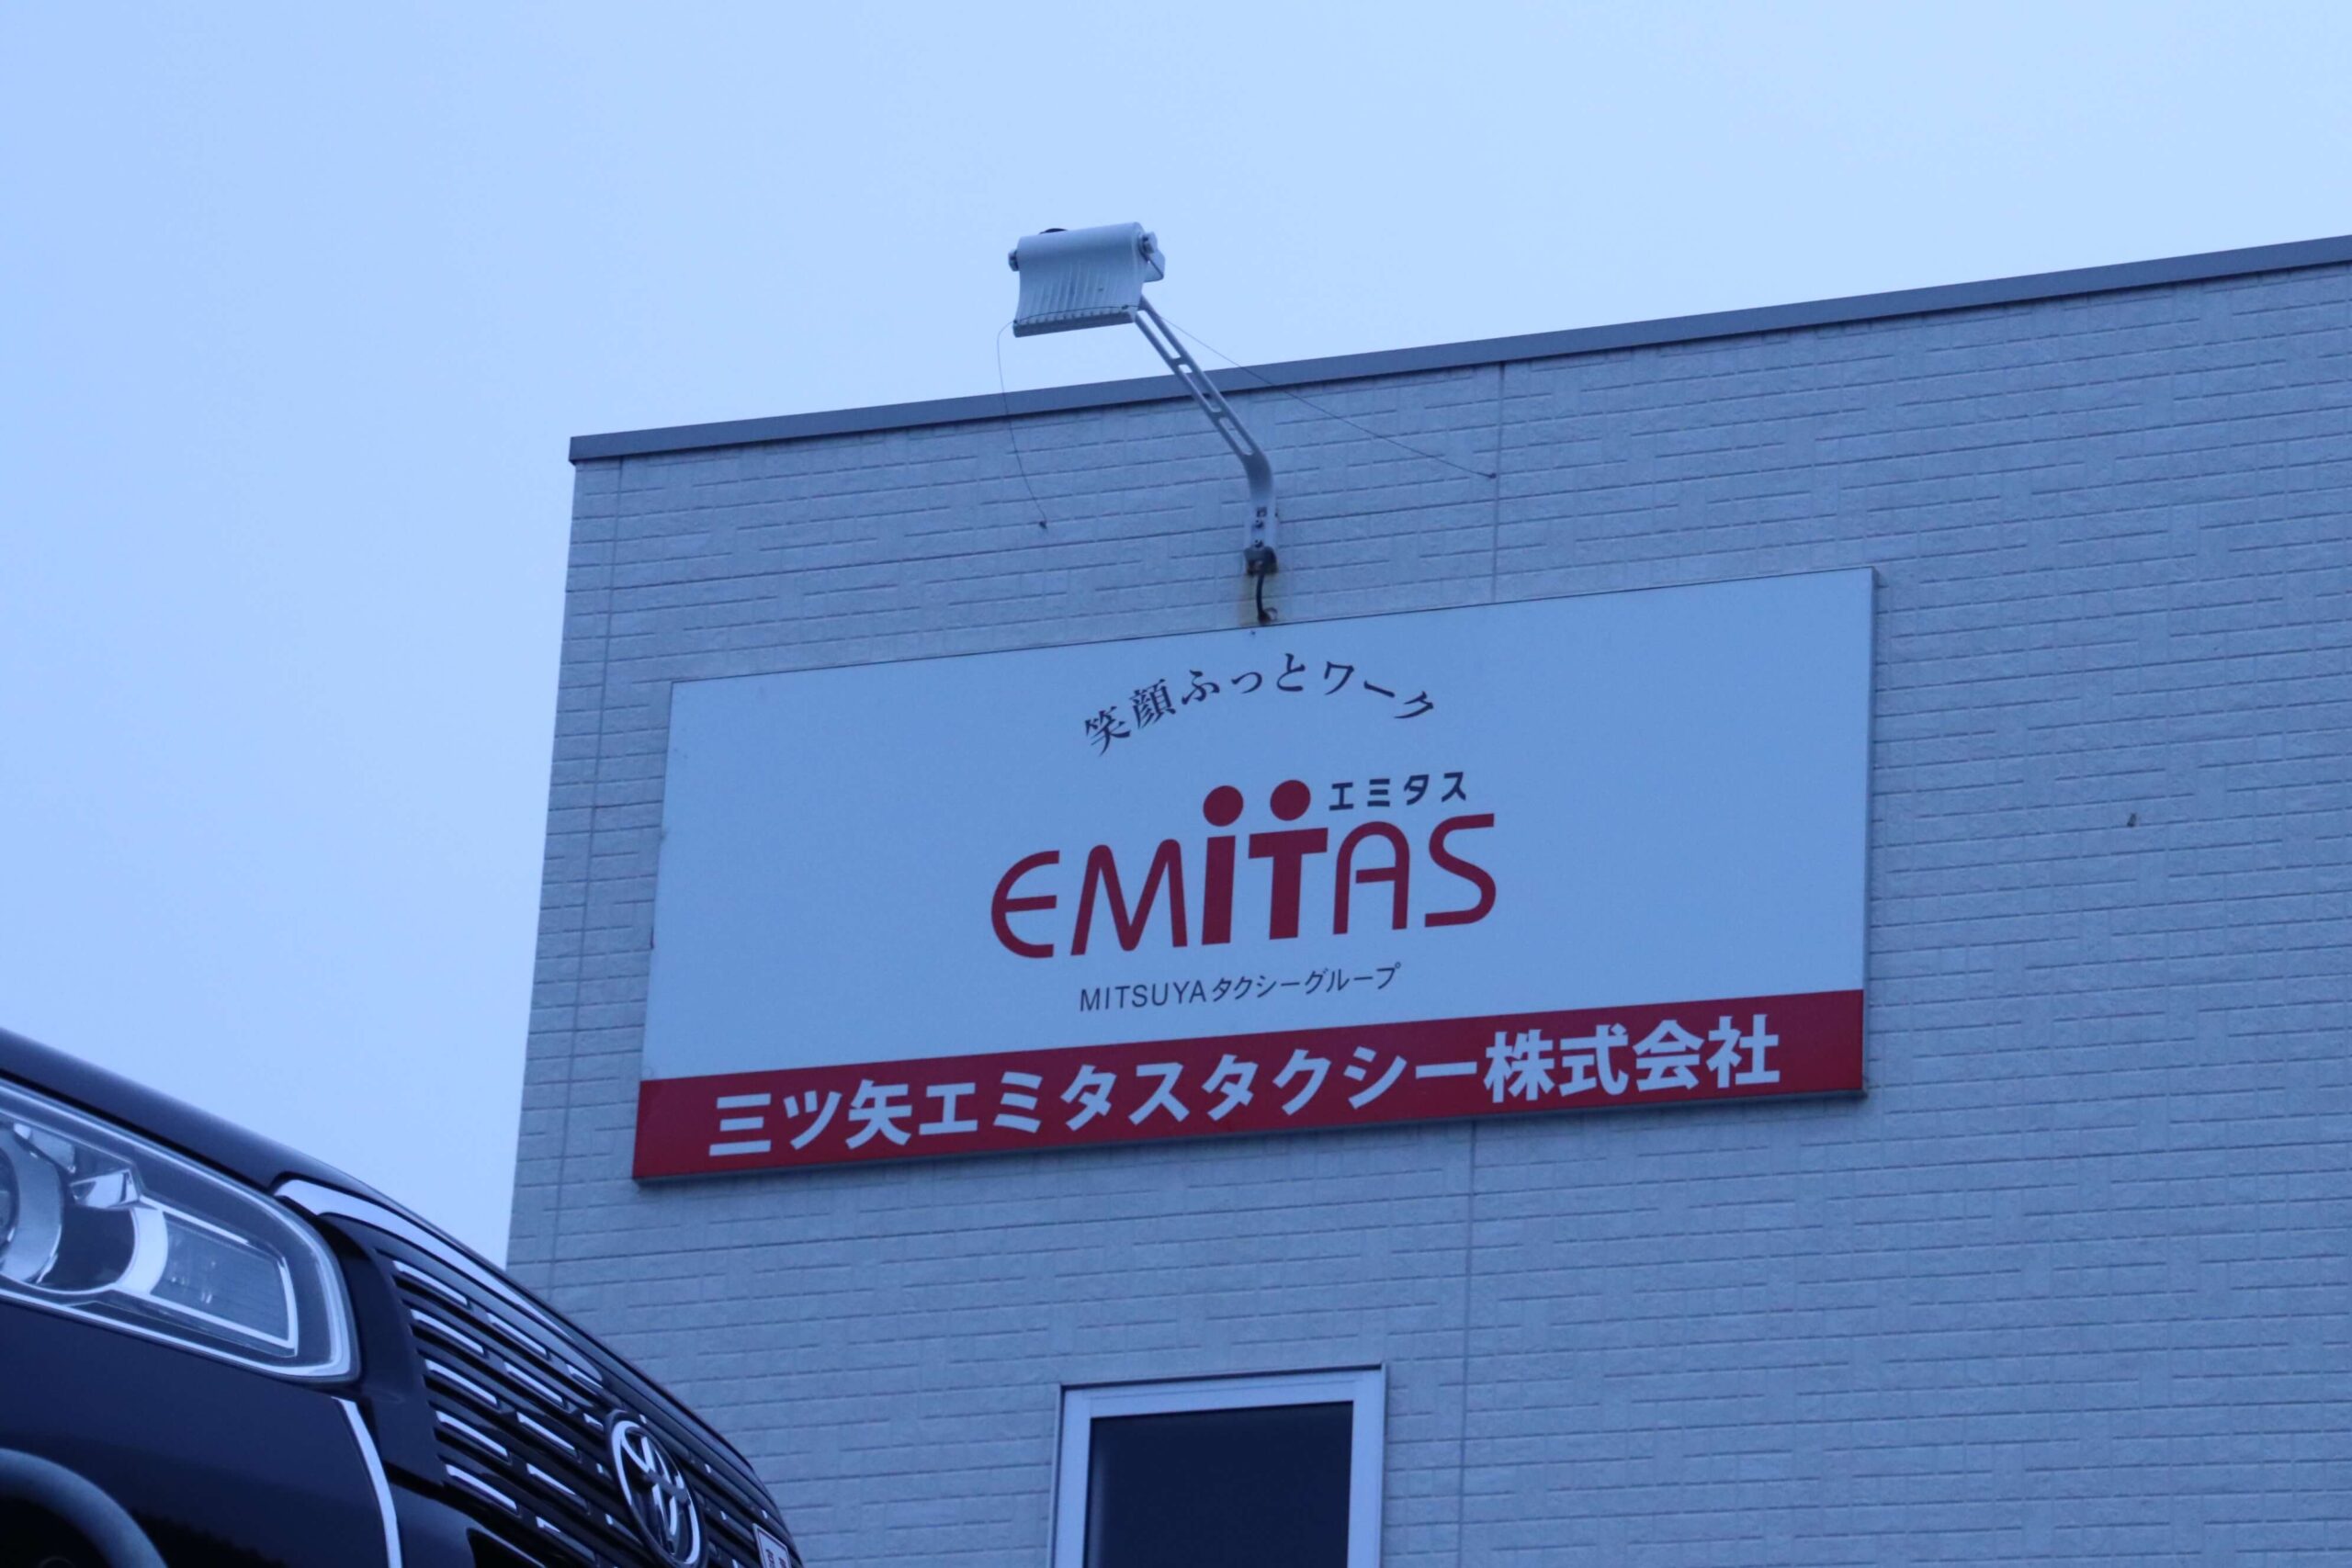 笑顔ふっとワーク
エミタス
EMiTAS
MITSUYAタクシーグループ
三ツ矢エミタスタクシー株式会社